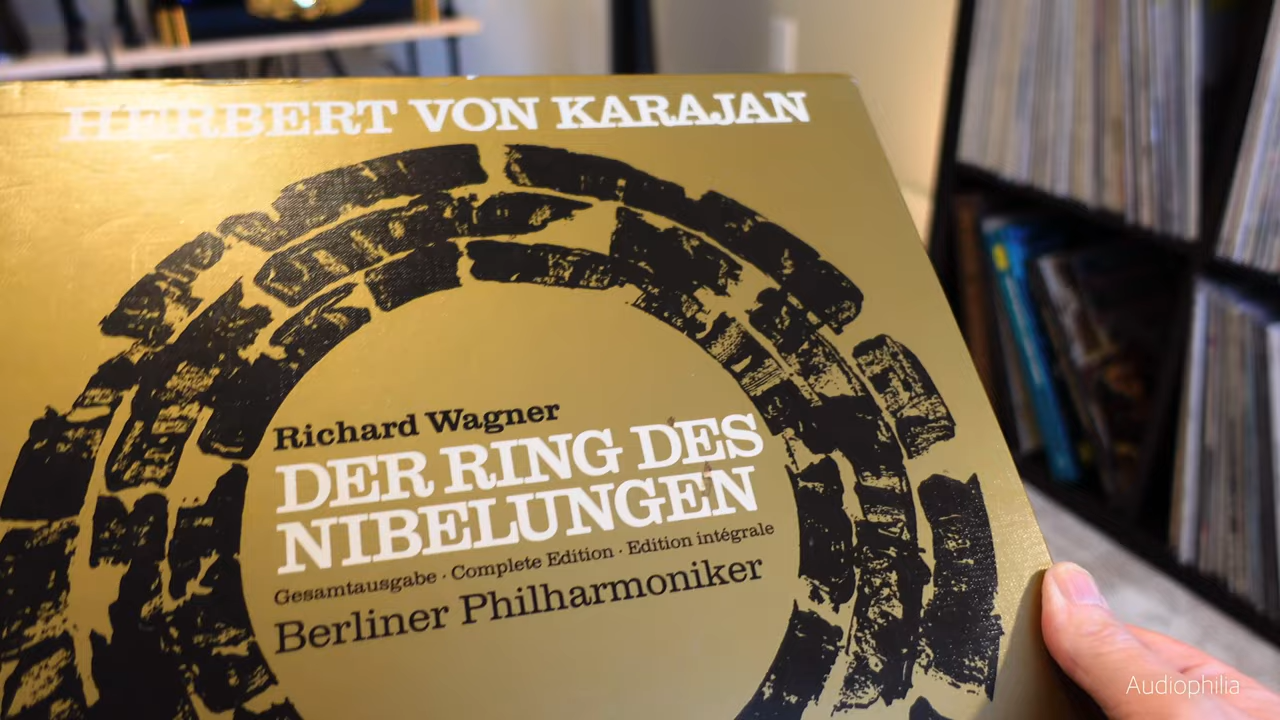 HERBERT VON KARAJAN
Richard Wagner
DER RING DES
NIBELUNGEN
Gesamtausgabe · Complete Edition · Edition intégrale
Berliner Philharmoniker
Audiophilia